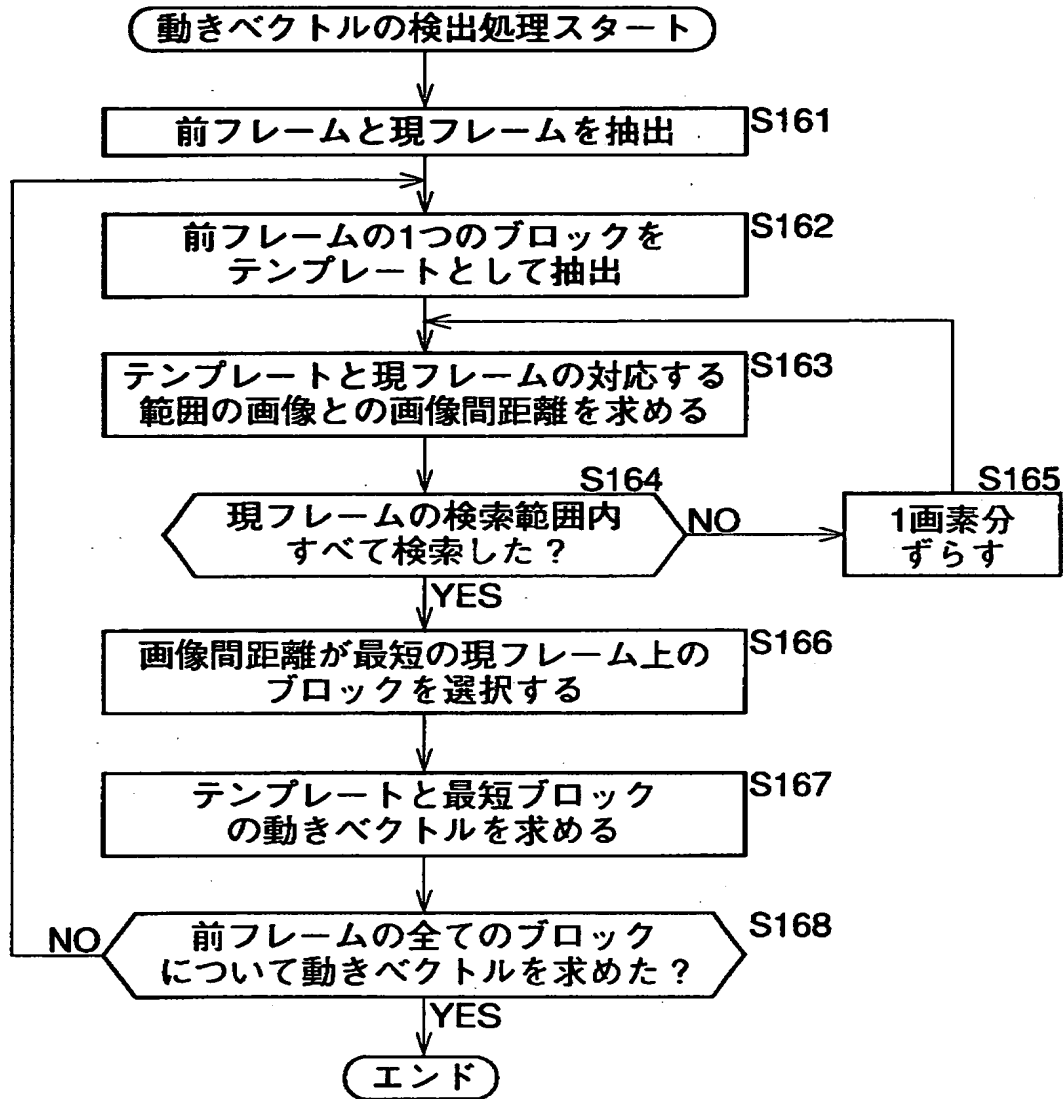 動きベクトルの検出処理スタート
前フレームと現フレームを抽出
S161
前フレームの1つのブロックを
テンプレートとして抽出
S162
テンプレートと現フレームの対応する
範囲の画像との画像間距離を求める
S163
S164
現フレームの検索範囲内
すべて検索した?
NO
S165
1画素分
ずらす
YES
画像間距離が最短の現フレーム上の
ブロックを選択する
S166
テンプレートと最短ブロック
の動きベクトルを求める
S167
NO
前フレームの全てのブロック
について動きベクトルを求めた?
S168
YES
エンド